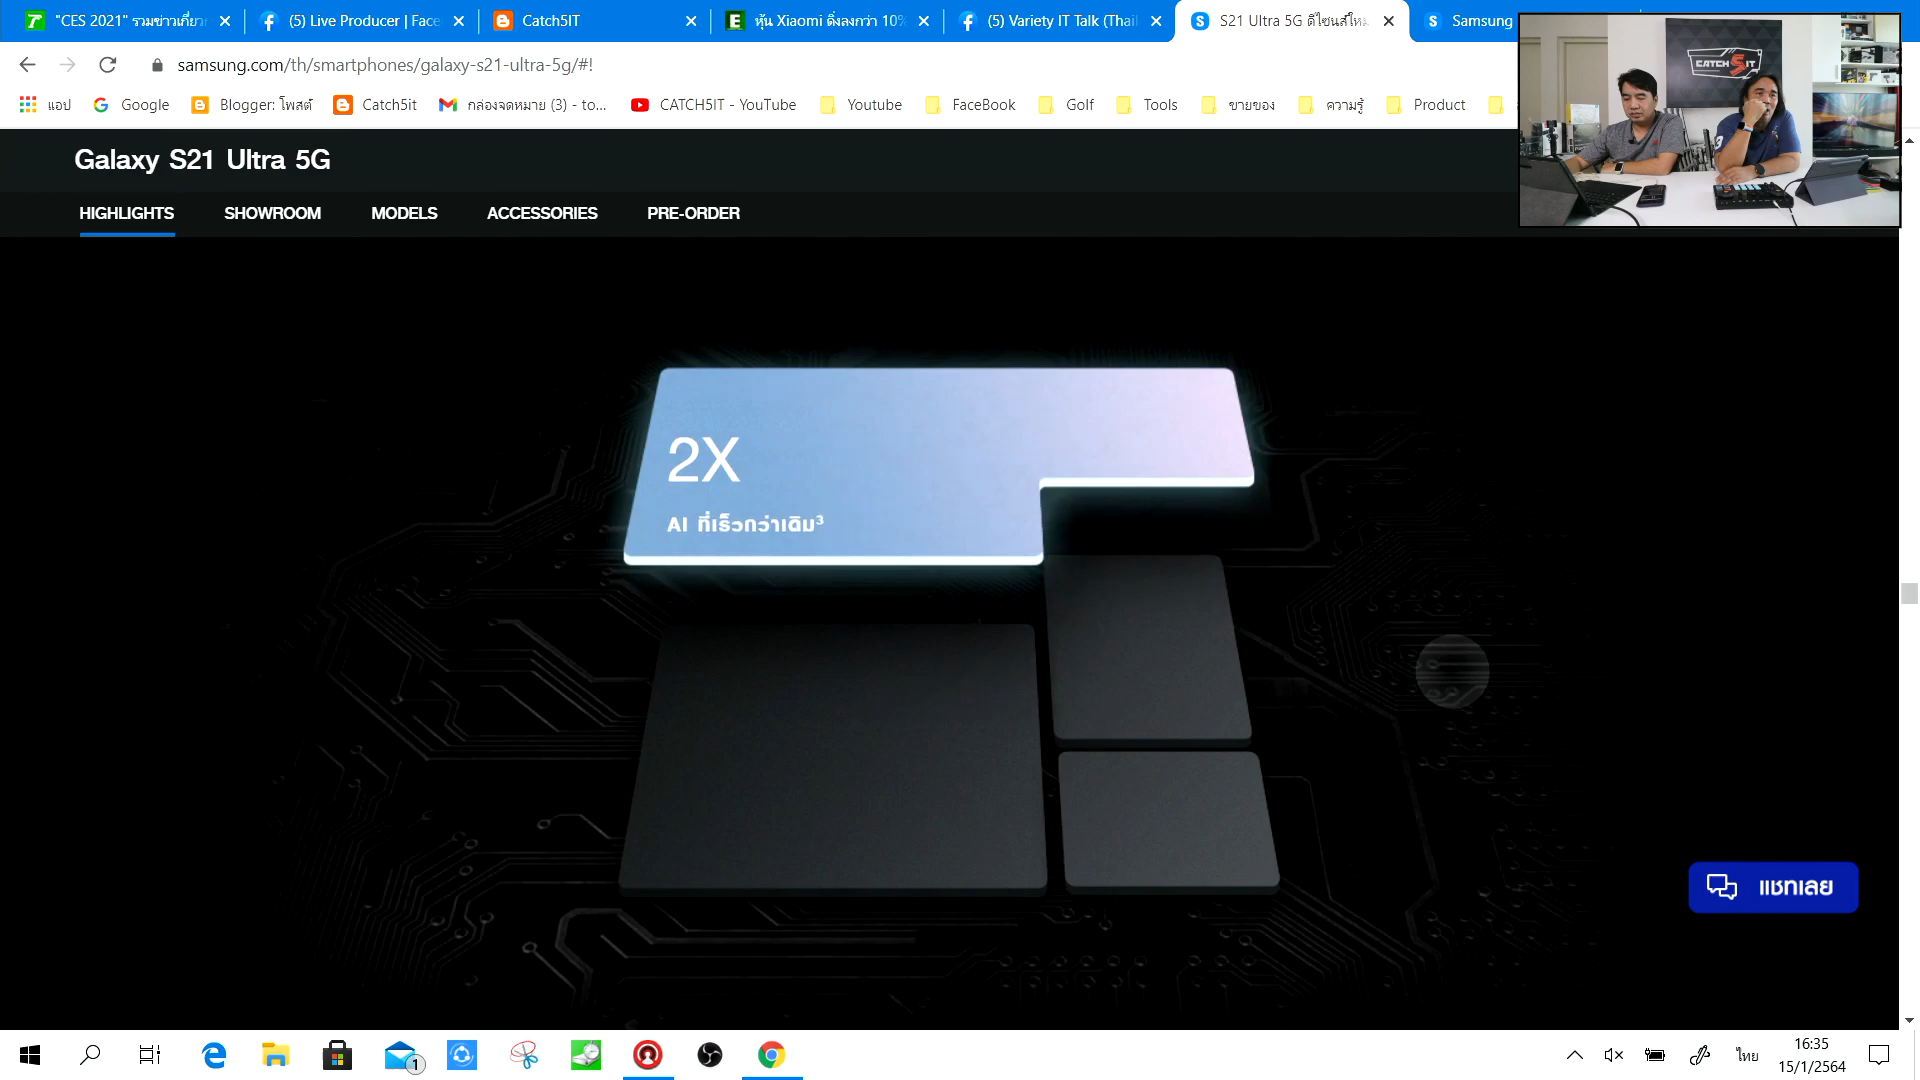 "CES 2021" รวมข่าวเกี่ยว
(5) Live Producer | Face
Catch5IT
หุ้น Xiaomi ดิ่งลงกว่า 10%
(5) Variety IT Talk (Thail
S21 Ultra 5G ดีไซน์ใหม่
Samsung
samsung.com/th/smartphones/galaxy-s21-ultra-5g/#!
แอป
Google
Blogger: โพสต์
Catch5it
กล่องจดหมาย (3) - to...
CATCH5IT - YouTube
Youtube
FaceBook
Golf
Tools
ขายของ
ความรู้
Product
CATCH5IT
Galaxy S21 Ultra 5G
HIGHLIGHTS
SHOWROOM
MODELS
ACCESSORIES
PRE-ORDER
2X
AI ที่เร็วกว่าเดิม³
แชทเลย
1
ไทย
16:35
15/1/2564